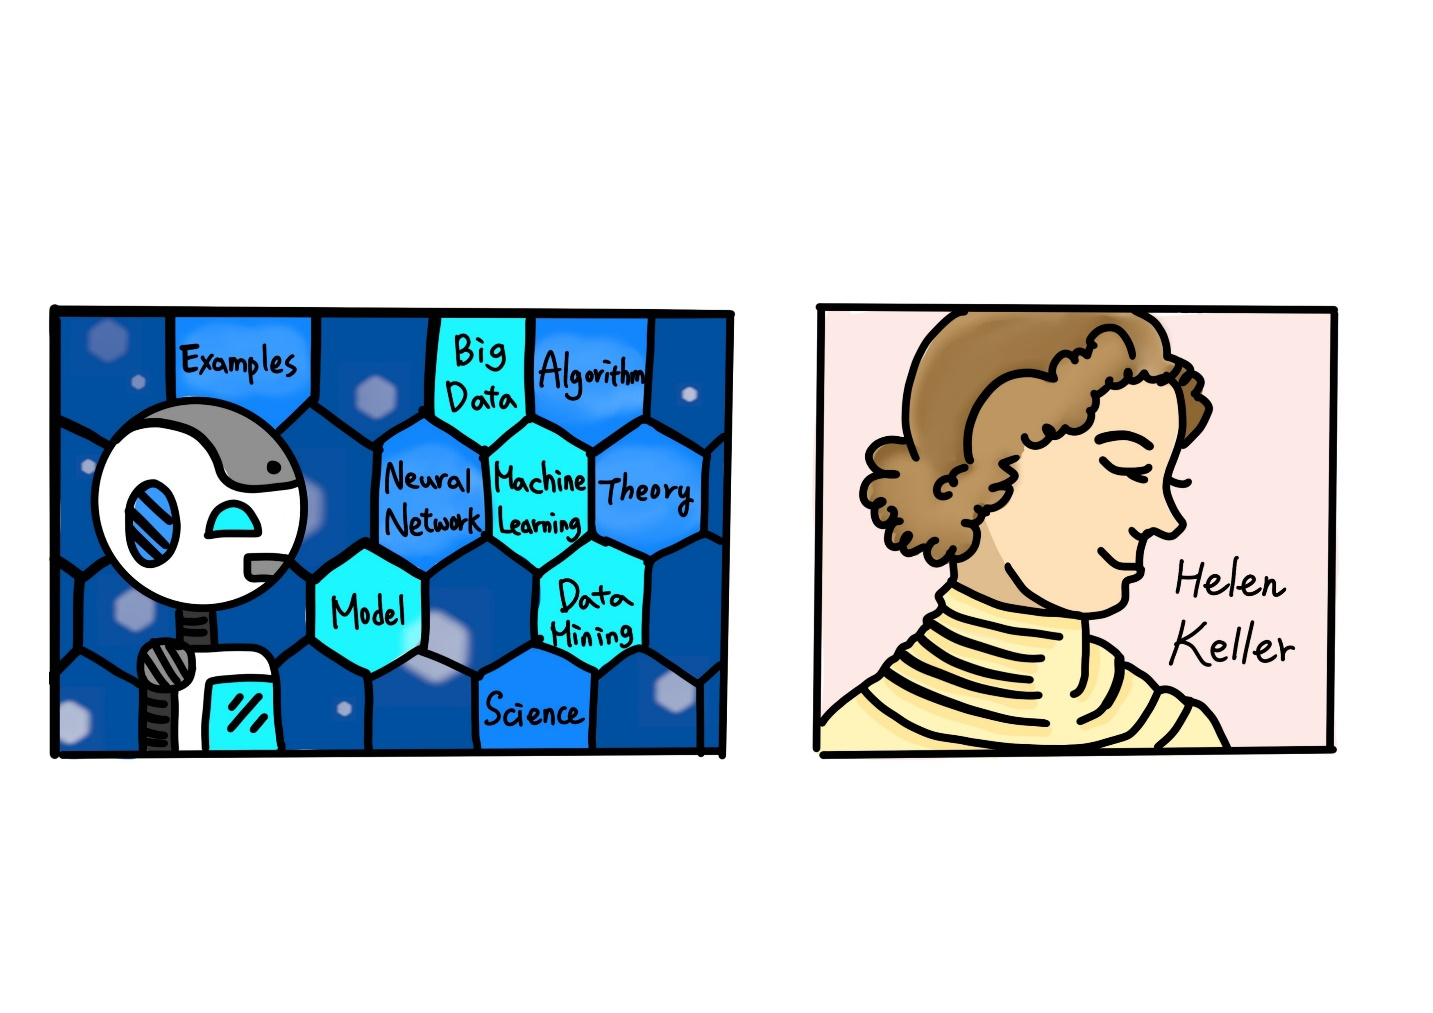 Examples
Big
Data
Algorithm
Neural
Network
Machine
Learning
Theory
Model
Data
Mining
Science
Helen
Keller